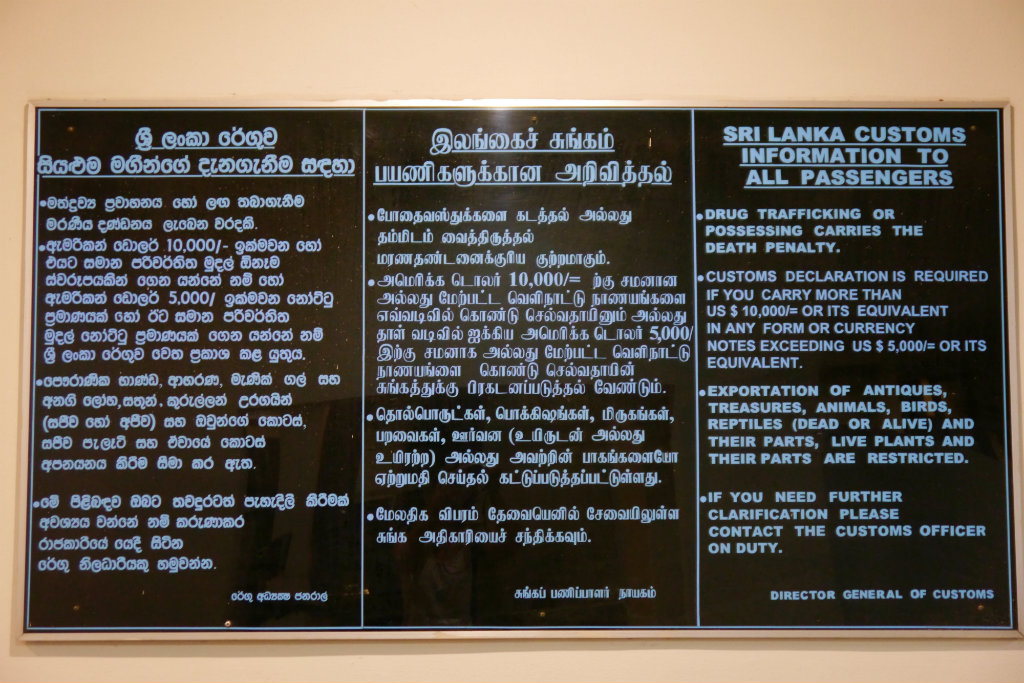 ශ්‍රී ලංකා රේගුව
සියළුම මගීන්ගේ දැනගැනීම සඳහා
•මත්ද්‍රව්‍ය ප්‍රවාහනය හෝ ලඟ තබාගැනීම
මරණීය දණ්ඩනය ලැබෙන වරදකි.
•ඇමරිකන් ඩොලර් 10,000/- ඉක්මවන හෝ
එයට සමාන පරිවර්තිත මුදල් ඕනෑම
ස්වරූපයකින් ගෙන යන්නේ නම් හෝ
ඇමරිකන් ඩොලර් 5,000/ ඉක්මවන නෝට්ටු
ප්‍රමාණයක් හෝ ඊට සමාන පරිවර්තිත
මුදල් නෝට්ටු ප්‍රමාණයක් ගෙන යන්නේ නම්
ශ්‍රී ලංකා රේගුව වෙත ප්‍රකාශ කළ යුතුය.
•පෞරාණික භාණ්ඩ, ආභරණ, මැණික් ගල් සහ
අනගි ලෝහ,සතුන්, කුරුල්ලන් උරගයින්
(සජීව හෝ අජීව) සහ ඔවුන්ගේ කොටස්,
සජීව පැලෑටි සහ ඒවායේ කොටස්
අපනයනය කිරීම සීමා කර ඇත.
•මේ පිළිබඳව ඔබට තවදුරටත් පැහැදිලි කිරීමක්
අවශ්‍යය වන්නේ නම් කරුණාකර
රාජකාරියේ යෙදී සිටින
රේගු නිලධාරියකු හමුවන්න.
රේගු අධ්‍යක්ෂ ජනරාල්
இலங்கைச் சுங்கம்
பயணிகளுக்கான அறிவித்தல்
•போதைவஸ்துக்களை கடத்தல் அல்லது
தம்மிடம் வைத்திருத்தல்
மரணதண்டனைக்குரிய குற்றமாகும்.
•அமெரிக்க டொலர் 10,000/= ற்கு சமனான
அல்லது மேற்பட்ட வெளிநாட்டு நாணயங்களை
எவ்வடிவில் கொண்டு செல்வதாயினும் அல்லது
தாள் வடிவில் ஐக்கிய அமெரிக்க டொலர் 5,000/
இற்கு சமனாக அல்லது மேற்பட்ட வெளிநாட்டு
நாணயங்களை கொண்டு செல்வதாயின்
சுங்கத்துக்கு பிரகடனப்படுத்தல் வேண்டும்.
•தொல்பொருட்கள், பொக்கிஷங்கள், மிருகங்கள்,
பறவைகள், ஊர்வன (உயிருடன் அல்லது
உயிரற்ற) அல்லது அவற்றின் பாகங்களையோ
ஏற்றுமதி செய்தல் கட்டுப்படுத்தப்பட்டுள்ளது.
•மேலதிக விபரம் தேவையெனில் சேவையிலுள்ள
சுங்க அதிகாரியைச் சந்திக்கவும்.
சுங்கப் பணிப்பாளர் நாயகம்
SRI LANKA CUSTOMS
INFORMATION TO
ALL PASSENGERS
•DRUG TRAFFICKING OR
POSSESSING CARRIES THE
DEATH PENALTY.
•CUSTOMS DECLARATION IS REQUIRED
IF YOU CARRY MORE THAN
US $ 10,000/= OR ITS EQUIVALENT
IN ANY FORM OR CURRENCY
NOTES EXCEEDING US $ 5,000/= OR ITS
EQUIVALENT.
•EXPORTATION OF ANTIQUES,
TREASURES, ANIMALS, BIRDS,
REPTILES (DEAD OR ALIVE) AND
THEIR PARTS, LIVE PLANTS AND
THEIR PARTS ARE RESTRICTED.
•IF YOU NEED FURTHER
CLARIFICATION PLEASE
CONTACT THE CUSTOMS OFFICER
ON DUTY.
DIRECTOR GENERAL OF CUSTOMS